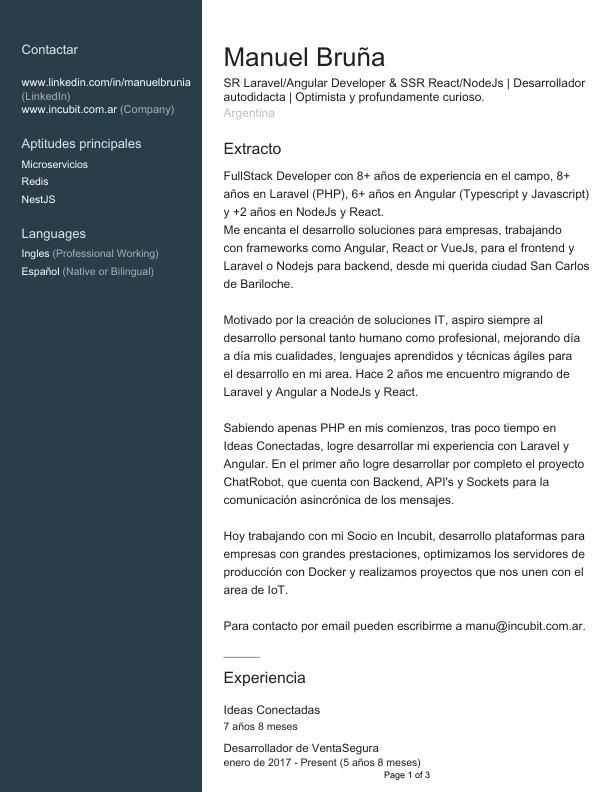 Contactar
www.linkedin.com/in/manuelbrunia
(LinkedIn)
www.incubit.com.ar (Company)
Aptitudes principales
Microservicios
Redis
NestJS
Languages
Ingles (Professional Working)
Español (Native or Bilingual)
Manuel Bruña
SR Laravel/Angular Developer & SSR React/NodeJs | Desarrollador
autodidacta | Optimista y profundamente curioso.
Argentina
Extracto
FullStack Developer con 8+ años de experiencia en el campo, 8+
años en Laravel (PHP), 6+ años en Angular (Typescript y Javascript)
y +2 años en NodeJs y React.
Me encanta el desarrollo soluciones para empresas, trabajando
con frameworks como Angular, React or VueJs, para el frontend y
Laravel o Nodejs para backend, desde mi querida ciudad San Carlos
de Bariloche.
Motivado por la creación de soluciones IT, aspiro siempre al
desarrollo personal tanto humano como profesional, mejorando día
a día mis cualidades, lenguajes aprendidos y técnicas ágiles para
el desarrollo en mi area. Hace 2 años me encuentro migrando de
Laravel y Angular a NodeJs y React.
Sabiendo apenas PHP en mis comienzos, tras poco tiempo en
Ideas Conectadas, logre desarrollar mi experiencia con Laravel y
Angular. En el primer año logre desarrollar por completo el proyecto
ChatRobot, que cuenta con Backend, API's y Sockets para la
comunicación asincrónica de los mensajes.
Hoy trabajando con mi Socio en Incubit, desarrollo plataformas para
empresas con grandes prestaciones, optimizamos los servidores de
producción con Docker y realizamos proyectos que nos unen con el
area de IoT.
Para contacto por email pueden escribirme a manu@incubit.com.ar.
Experiencia
Ideas Conectadas
7 años 8 meses
Desarrollador de VentaSegura
enero de 2017 - Present (5 años 8 meses)
Page 1 of 3